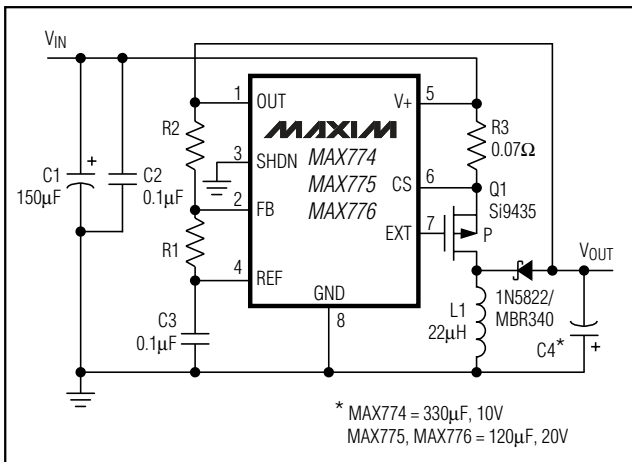 VIN
1 OUT V+ 5
R2
R3
0.07Ω
MAXIM
C1 + C2
150µF 0.1µF
3 SHDN
MAX774
MAX775
MAX776
CS 6
Q1
Si9435
2 FB
EXT 7
P
R1
VOUT
4 REF
GND
8
1N5822/
MBR340
L1
22µH
C3
0.1µF
C4*
+
* MAX774 = 330µF, 10V
MAX775, MAX776 = 120µF, 20V